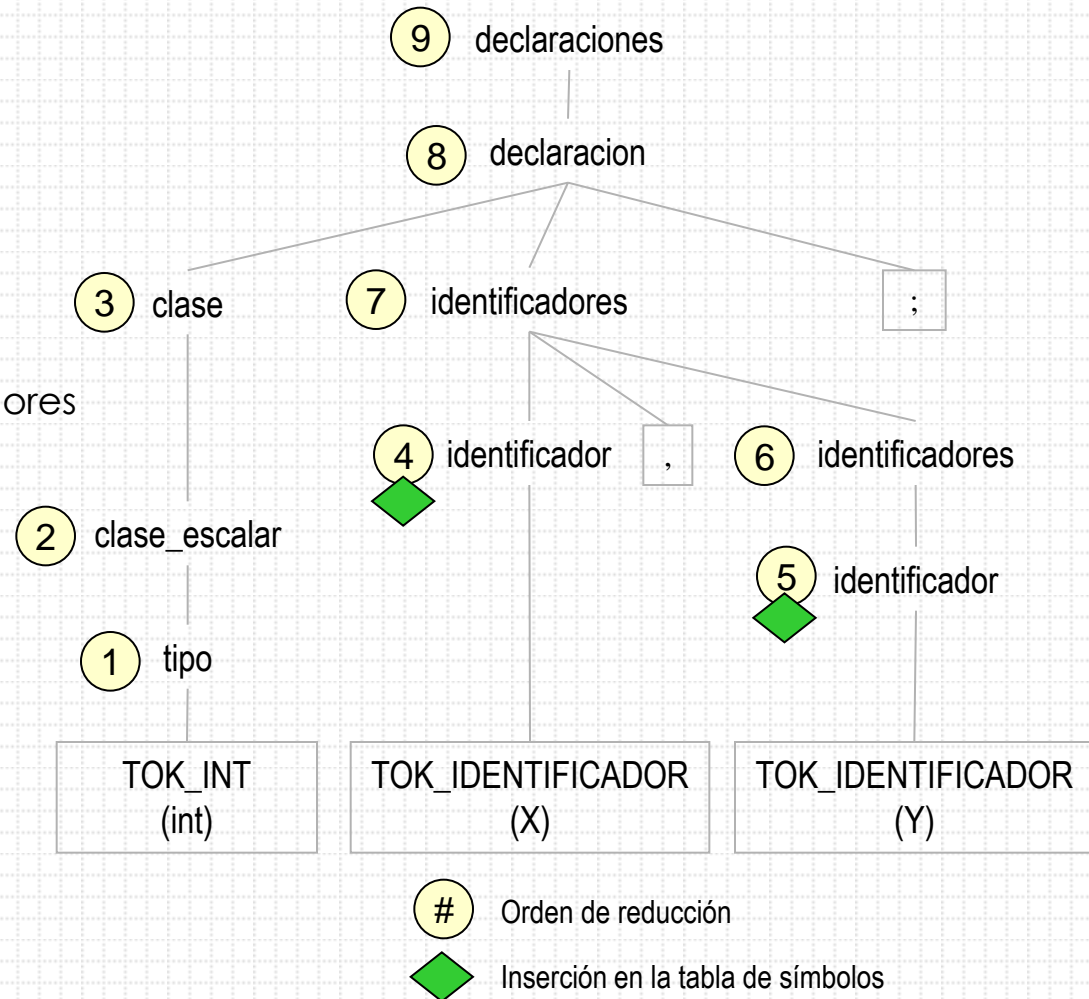 9 declaraciones
8 declaracion
3 clase
7 identificadores
;
ores
4 identificador
,
6 identificadores
2 clase_escalar
5 identificador
1 tipo
TOK_INT
(int)
TOK_IDENTIFICADOR
(X)
TOK_IDENTIFICADOR
(Y)
# Orden de reducción
Inserción en la tabla de símbolos